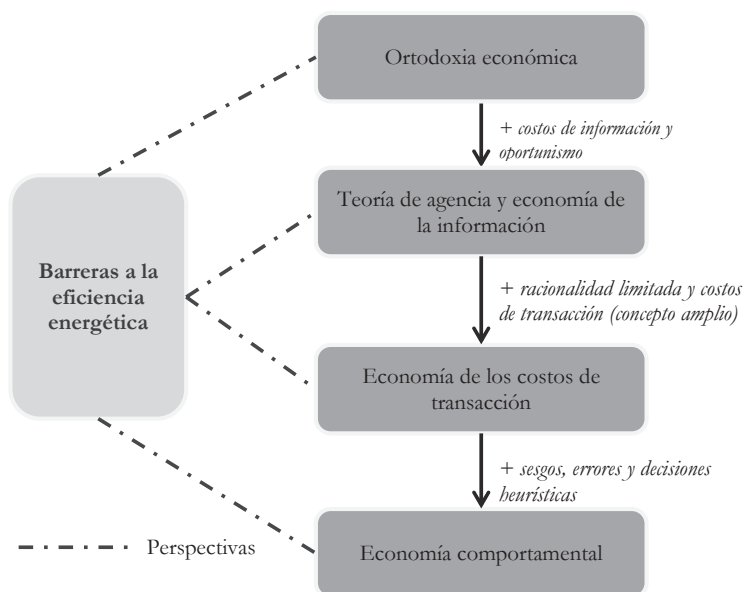 Ortodoxia económica
+ costos de información y
oportunismo
Teoría de agencia y economía de
la información
Barreras a la
eficiencia
energética
+ racionalidad limitada y costos
de transacción (concepto amplio)
Economía de los costos de
transacción
+ sesgos, errores y decisiones
heurísticas
Perspectivas
Economía comportamental